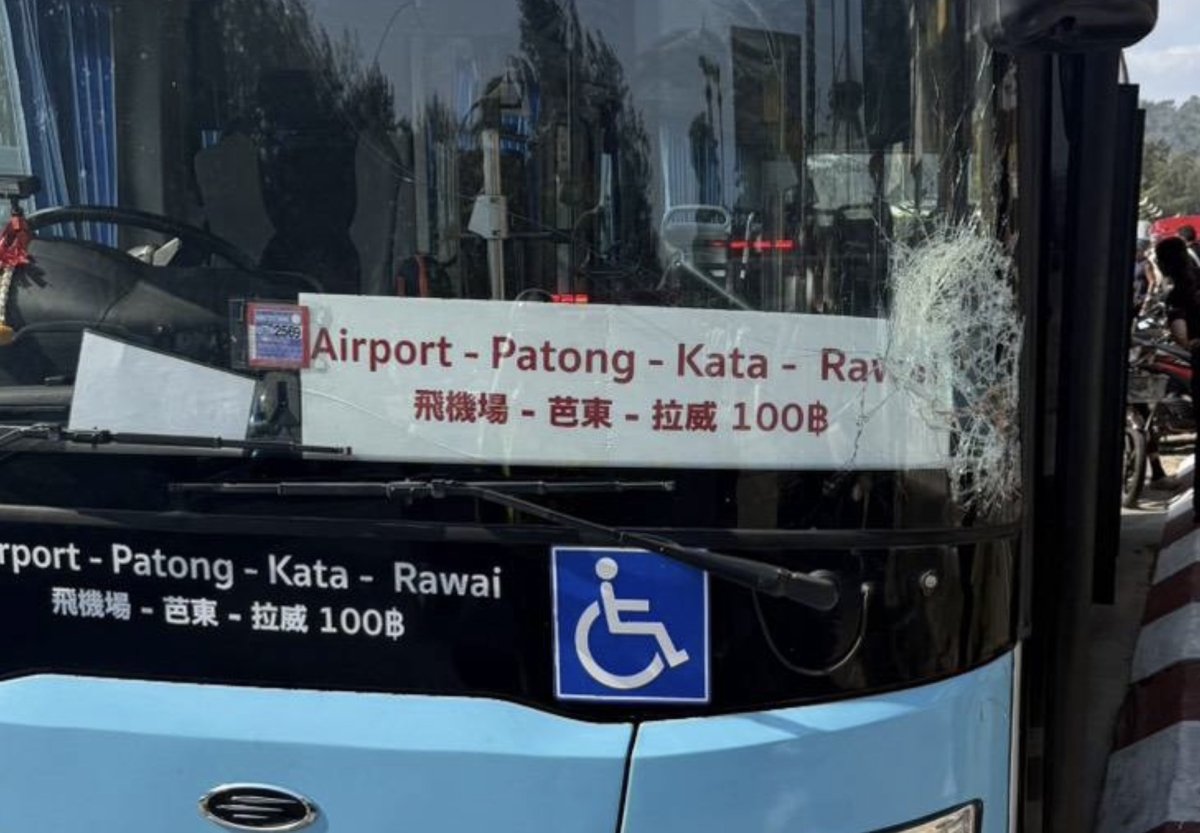 2569
Airport - Patong - Kata - Raw
飛機場 - 芭東 - 拉威 100฿
rport - Patong - Kata - Rawai
飛機場 - 芭東 - 拉威 100฿